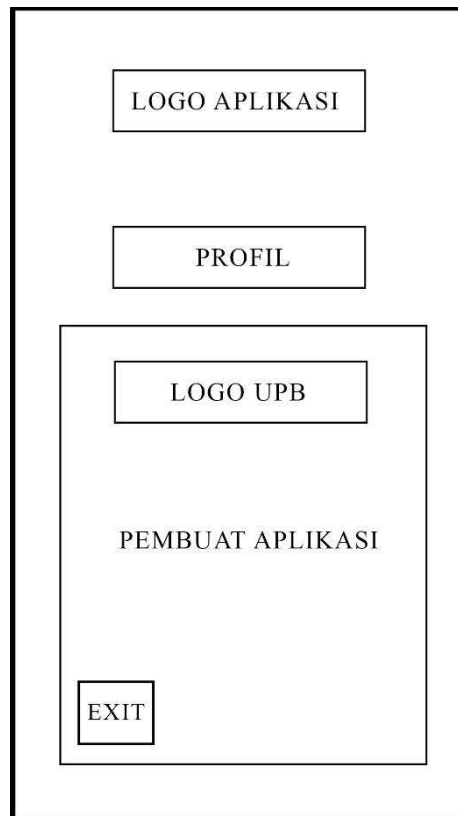 LOGO APLIKASI
PROFIL
LOGO UPB
PEMBUAT APLIKASI
EXIT